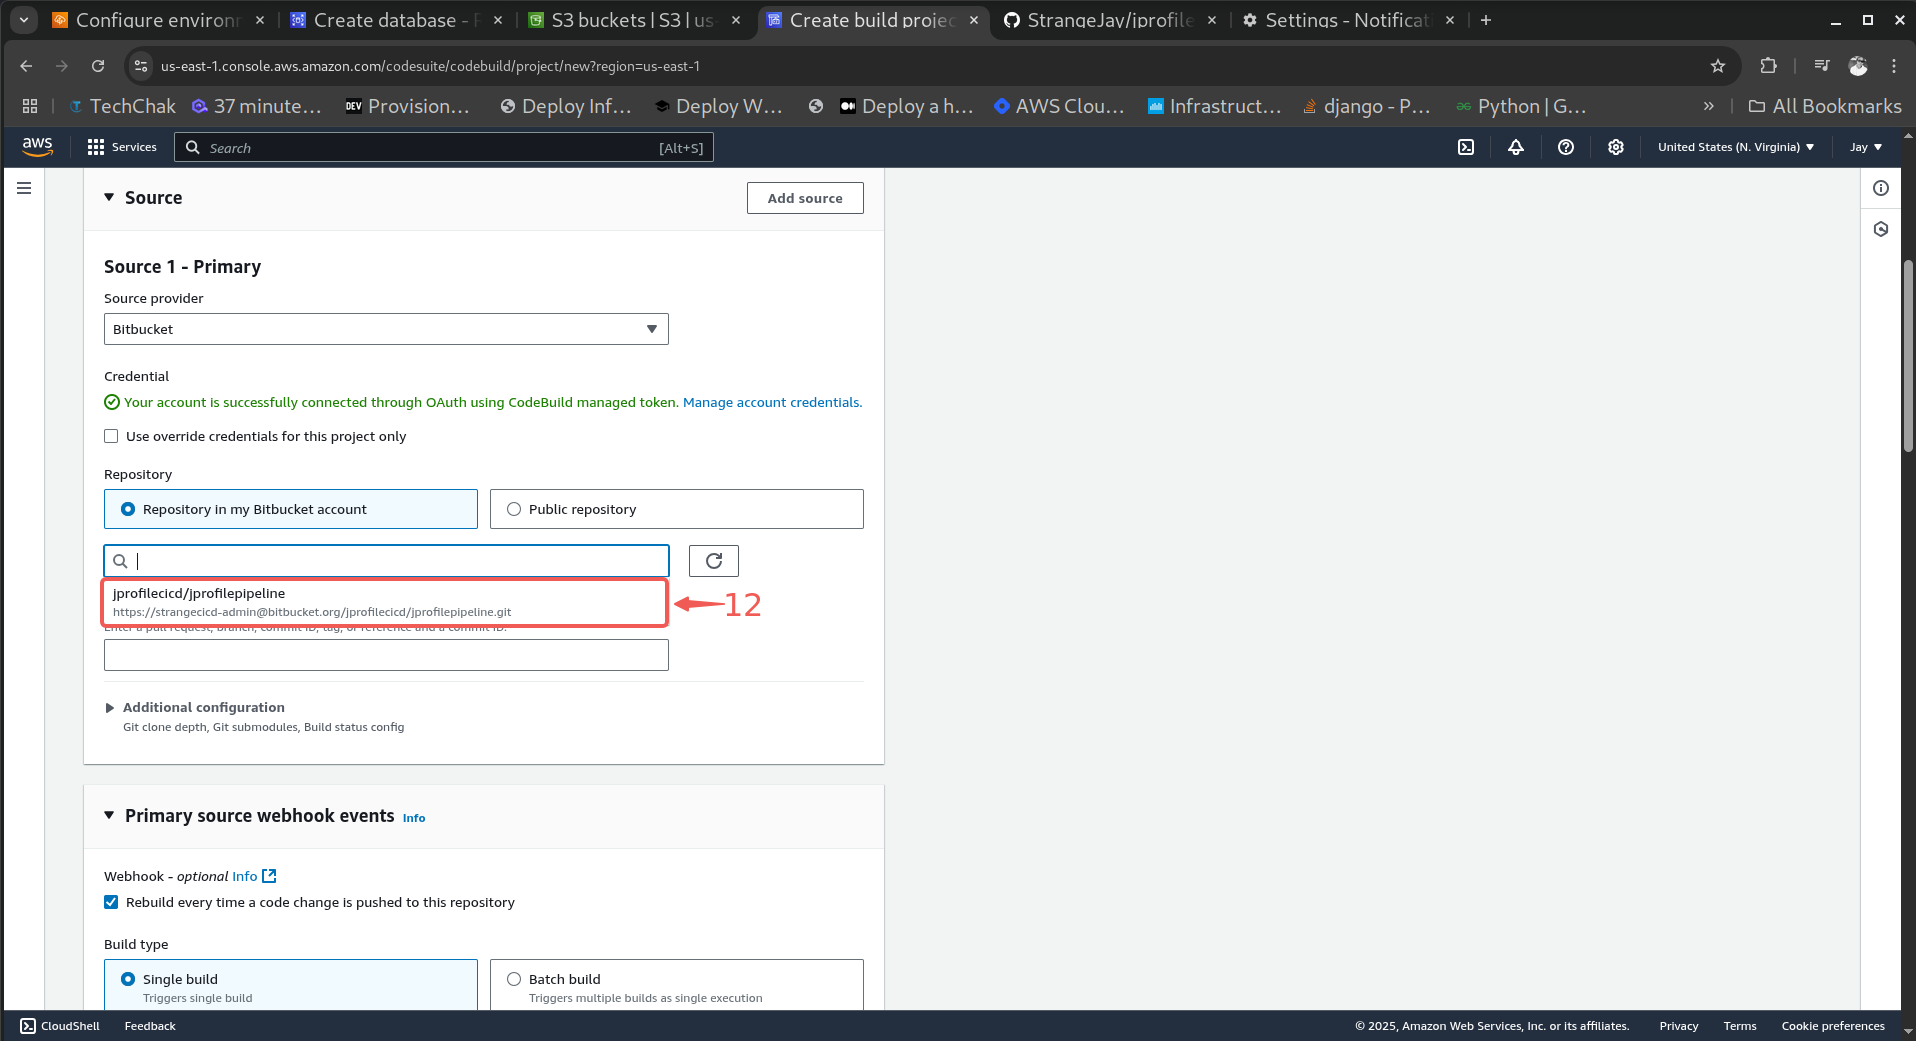 Configure environr
Create database - R
S3 buckets | S3 | us-
Create build projec
StrangeJay/jprofile
Settings - Notificat
us-east-1.console.aws.amazon.com/codesuite/codebuild/project/new?region=us-east-1
TechChak
37 minute...
DEV Provision...
Deploy Inf...
Deploy W...
Deploy a h...
AWS Clou...
Infrastruct...
django - P...
Python | G...
» All Bookmarks
aws Services Search [Alt+S] United States (N. Virginia) Jay
Source Add source
Source 1 - Primary
Source provider
Bitbucket
Credential
Your account is successfully connected through OAuth using CodeBuild managed token. Manage account credentials.
Use override credentials for this project only
Repository
Repository in my Bitbucket account
Public repository
jprofilecicd/jprofilepipeline
https://strangecicd-admin@bitbucket.org/jprofilecicd/jprofilepipeline.git
12
Enter a pull request, branch, commit ID, tag, or reference and a commit ID.
Additional configuration
Git clone depth, Git submodules, Build status config
Primary source webhook events Info
Webhook - optional Info
Rebuild every time a code change is pushed to this repository
Build type
Single build
Triggers single build
Batch build
Triggers multiple builds as single execution
CloudShell Feedback © 2025, Amazon Web Services, Inc. or its affiliates. Privacy Terms Cookie preferences